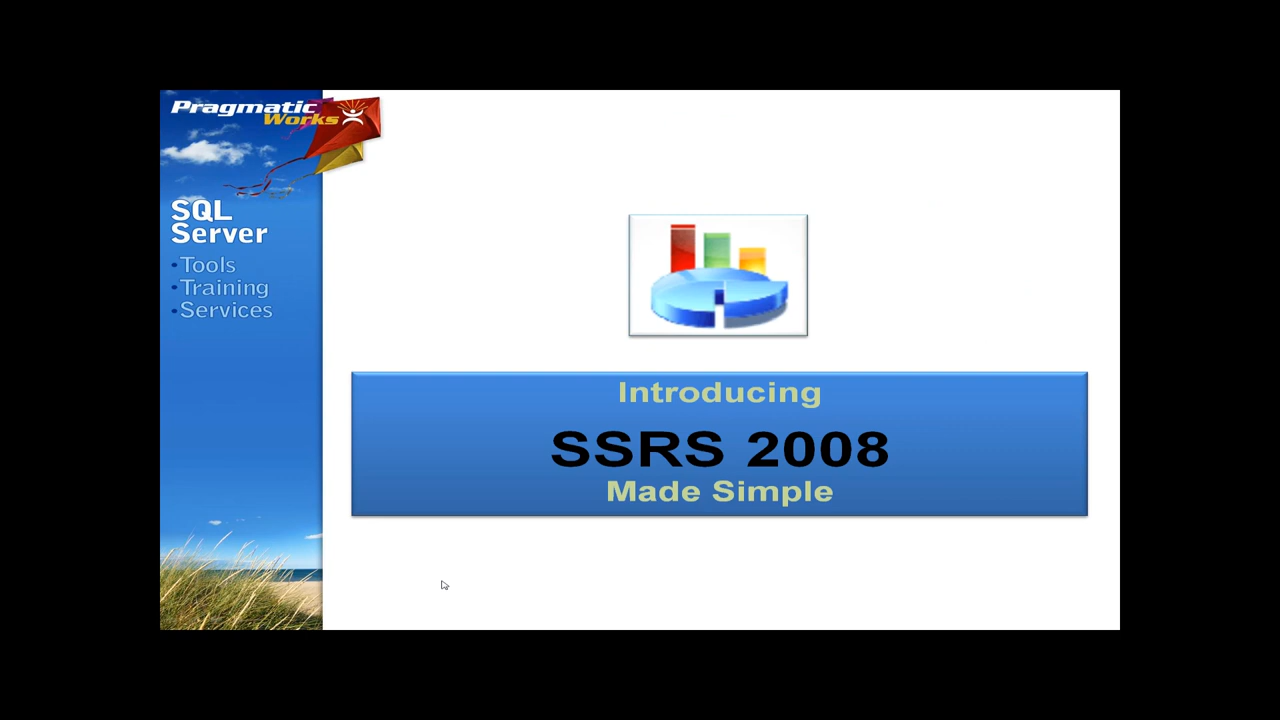 Pragmatic
Works
SQL
Server
•Tools
•Training
•Services
Introducing
SSRS 2008
Made Simple